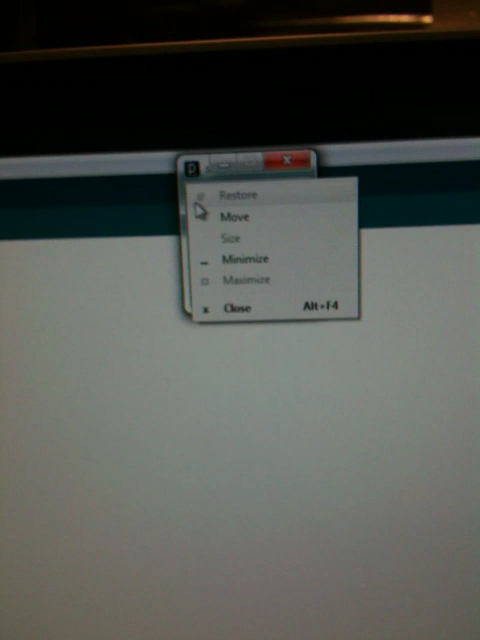 p
x
Restore
Move
Size
Minimize
Maximize
x Close Alt+F4